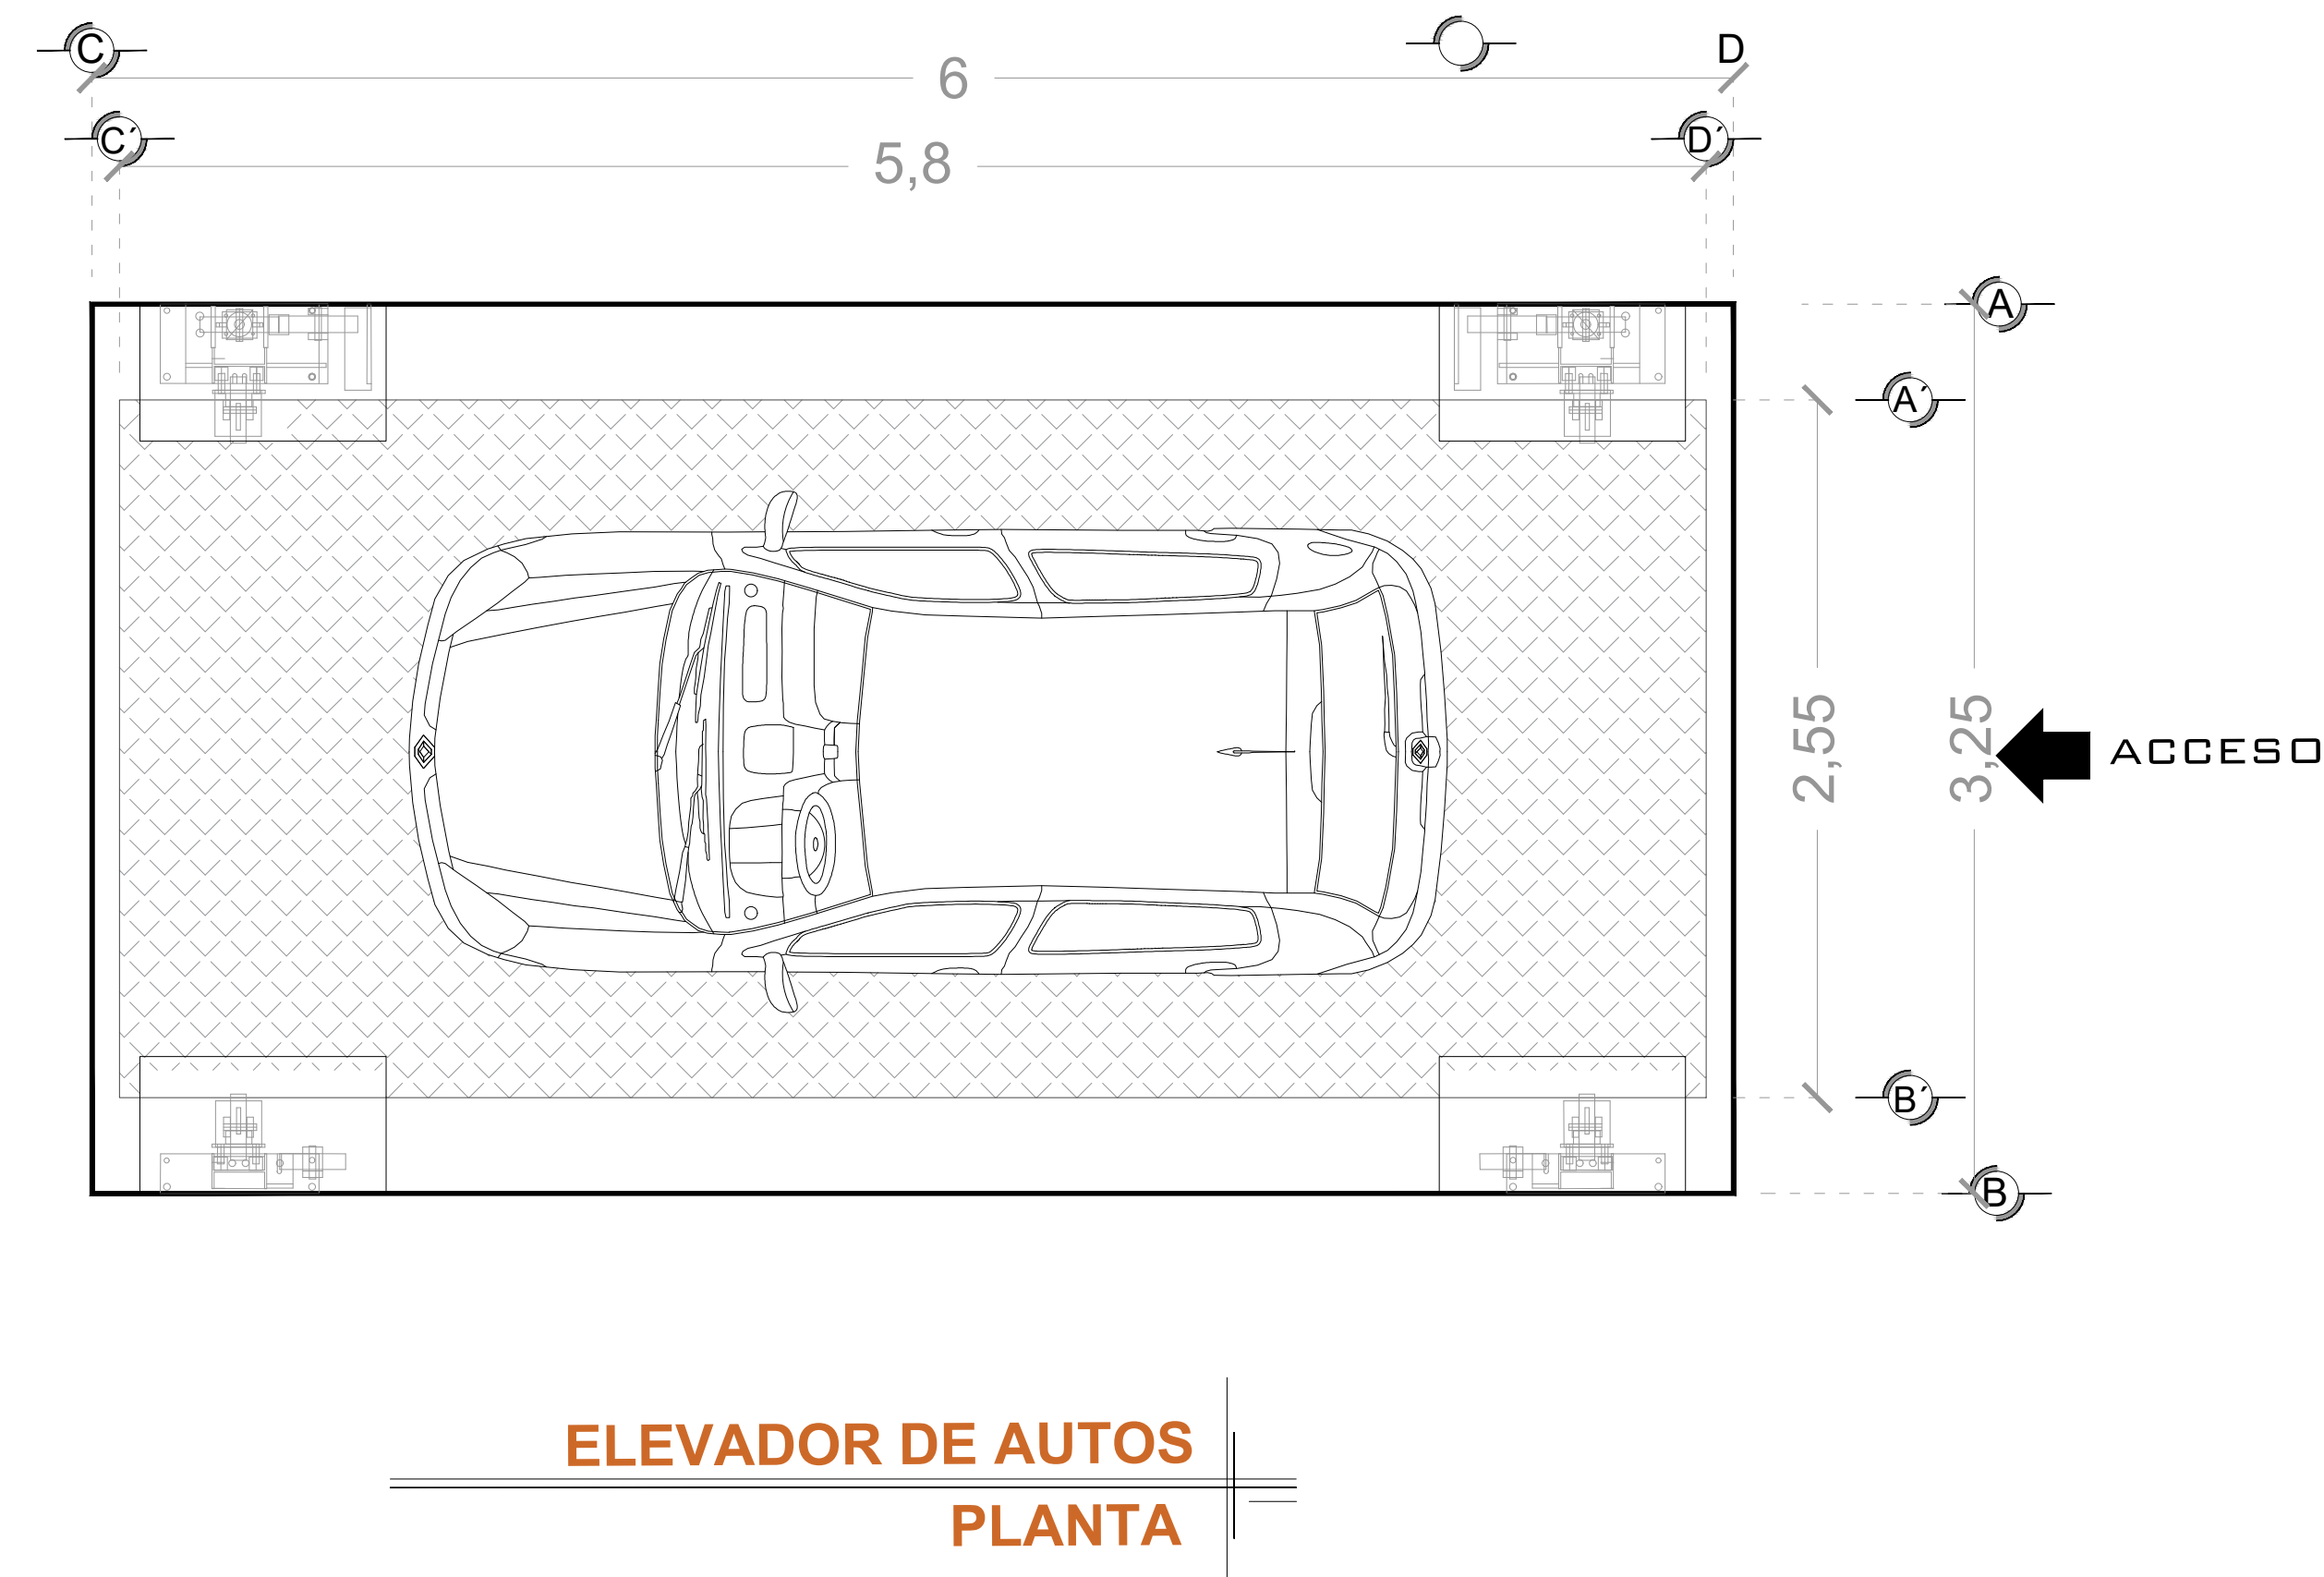 C
D
6
C´
D´
5,8
A
A´
2,55
3,25
ACCESO
B´
B
ELEVADOR DE AUTOS
PLANTA